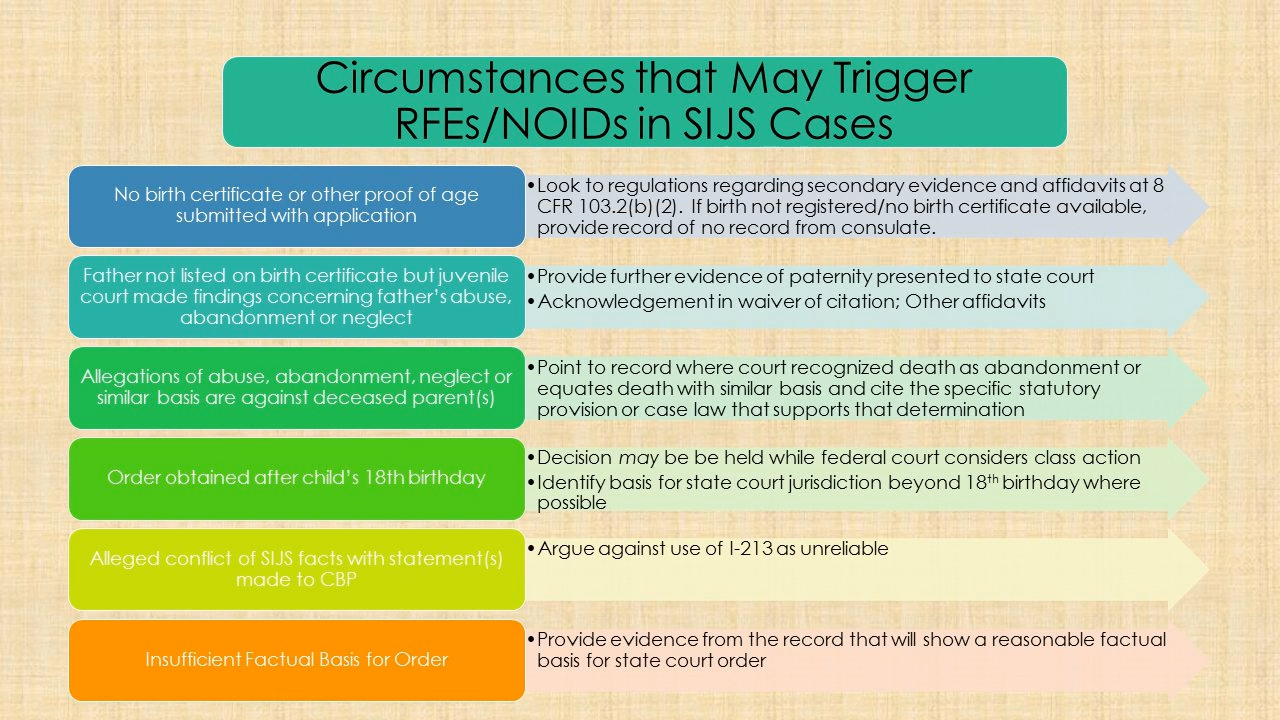 Circumstances that May Trigger
RFEs/NOIDs in SIJS Cases
No birth certificate or other proof of age
submitted with application
•Look to regulations regarding secondary evidence and affidavits at 8
CFR 103.2(b)(2). If birth not registered/no birth certificate available,
provide record of no record from consulate.
Father not listed on birth certificate but juvenile
court made findings concerning father's abuse,
abandonment or neglect
•Provide further evidence of paternity presented to state court
•Acknowledgement in waiver of citation; Other affidavits
Allegations of abuse, abandonment, neglect or
similar basis are against deceased parent(s)
•Point to record where court recognized death as abandonment or
equates death with similar basis and cite the specific statutory
provision or case law that supports that determination
Order obtained after child's 18th birthday
•Decision may be be held while federal court considers class action
•Identify basis for state court jurisdiction beyond 18th birthday where
possible
Alleged conflict of SIJS facts with statement(s)
made to CBP
•Argue against use of I-213 as unreliable
Insufficient Factual Basis for Order
•Provide evidence from the record that will show a reasonable factual
basis for state court order